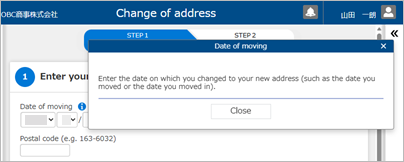 OBC商事株式会社 Change of address 山田 一朗
STEP 1 STEP 2
Date of moving ×
1 Enter your
Enter the date on which you changed to your new address (such as the date you
moved or the date you moved in).
Date of moving i
/ /
Close
Postal code (e.g. 163-6032)